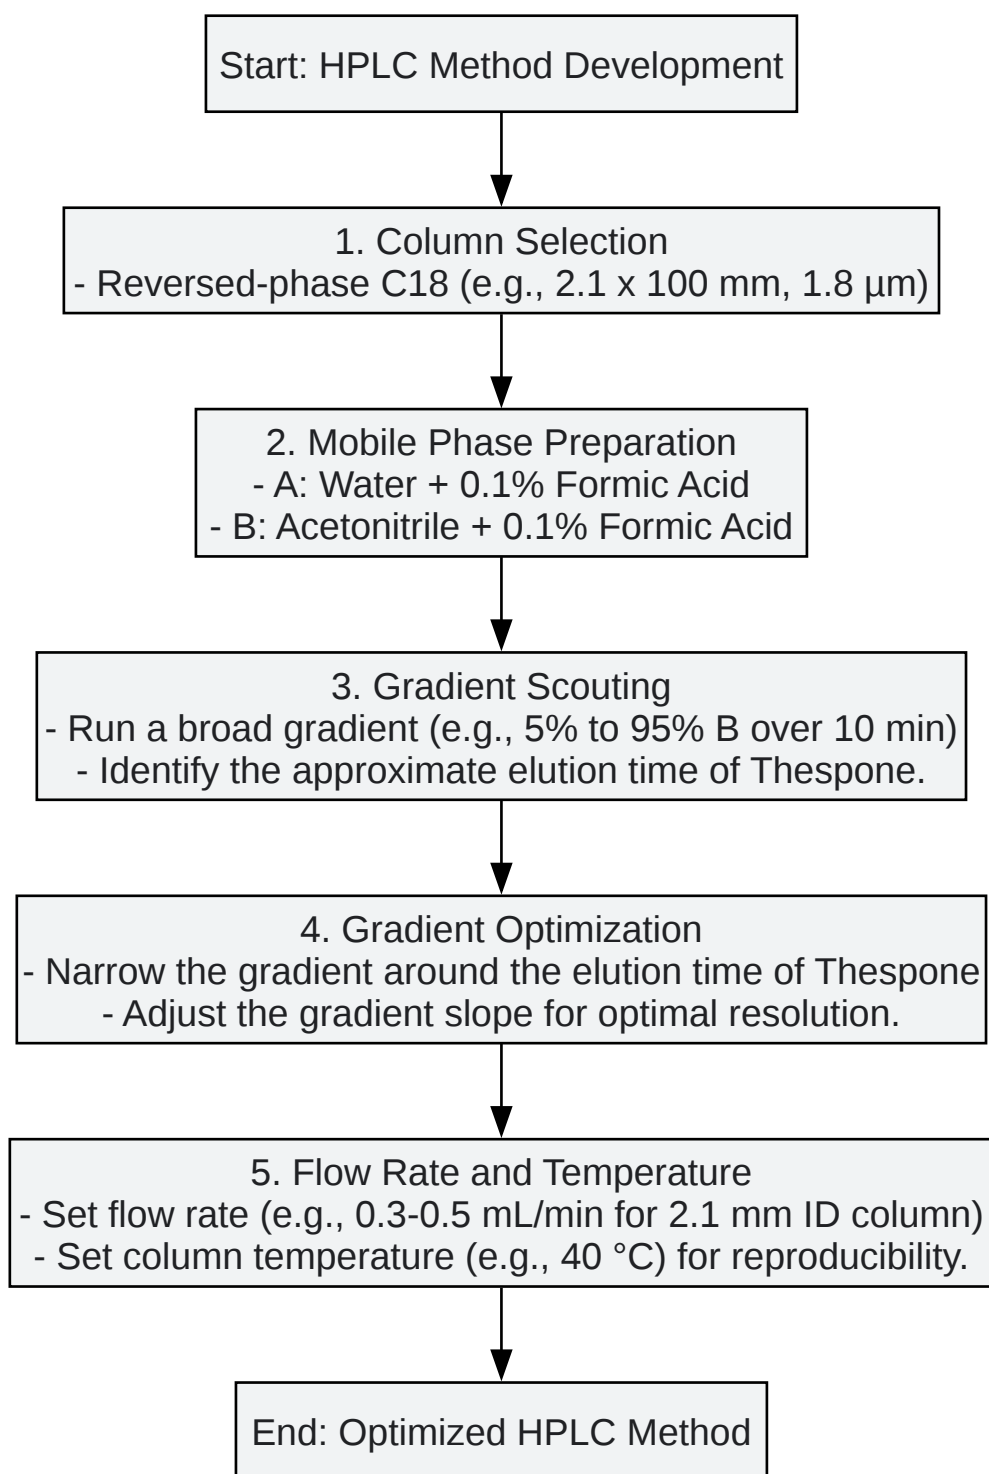 Start: HPLC Method Development
1. Column Selection
- Reversed-phase C18 (e.g., 2.1 x 100 mm, 1.8 µm)
2. Mobile Phase Preparation
- A: Water + 0.1% Formic Acid
- B: Acetonitrile + 0.1% Formic Acid
3. Gradient Scouting
- Run a broad gradient (e.g., 5% to 95% B over 10 min)
- Identify the approximate elution time of Thespone.
4. Gradient Optimization
- Narrow the gradient around the elution time of Thespone
- Adjust the gradient slope for optimal resolution.
5. Flow Rate and Temperature
- Set flow rate (e.g., 0.3-0.5 mL/min for 2.1 mm ID column)
- Set column temperature (e.g., 40 °C) for reproducibility.
End: Optimized HPLC Method